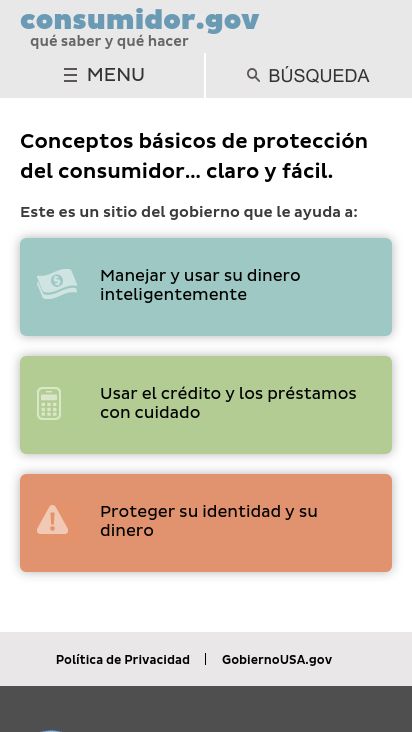 consumidor.gov
qué saber y qué hacer
MENU
BÚSQUEDA
Conceptos básicos de protección
del consumidor... claro y fácil.
Este es un sitio del gobierno que le ayuda a:
Manejar y usar su dinero
inteligentemente
Usar el crédito y los préstamos
con cuidado
Proteger su identidad y su
dinero
Política de Privacidad | GobiernoUSA.gov